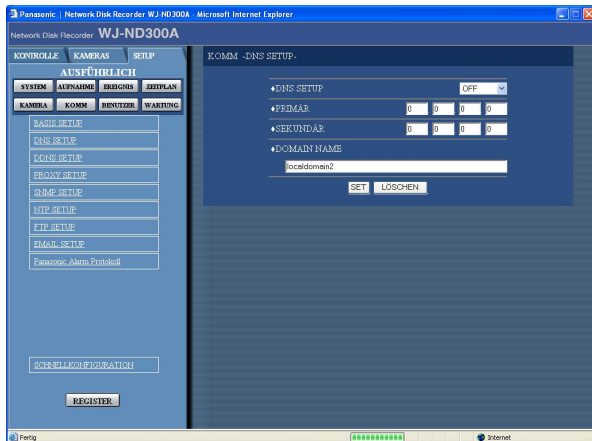 Panasonic | Network Disk Recorder WJ-ND300A - Microsoft Internet Explorer
Network Disk Recorder WJ-ND300A
KONTROLLE KAMERAS SETUP
AUSFÜHRLICH
SYSTEM AUFNAHME EREIGNIS ZEITPLAN
KAMERA KOMM BENUTZER WARTUNG
BASIS SETUP
DNS SETUP
DDNS SETUP
PROXY SETUP
SNMP SETUP
NTP SETUP
FTP SETUP
EMAIL SETUP
Panasonic Alarm Protokoll
SCHNELLKONFIGURATION
REGISTER
KOMM -DNS SETUP-
♦DNS SETUP OFF
♦PRIMÄR 0 0 0 0
♦SEKUNDÄR 0 0 0 0
♦DOMAIN NAME
localdomain2
SET LÖSCHEN
Fertig Internet